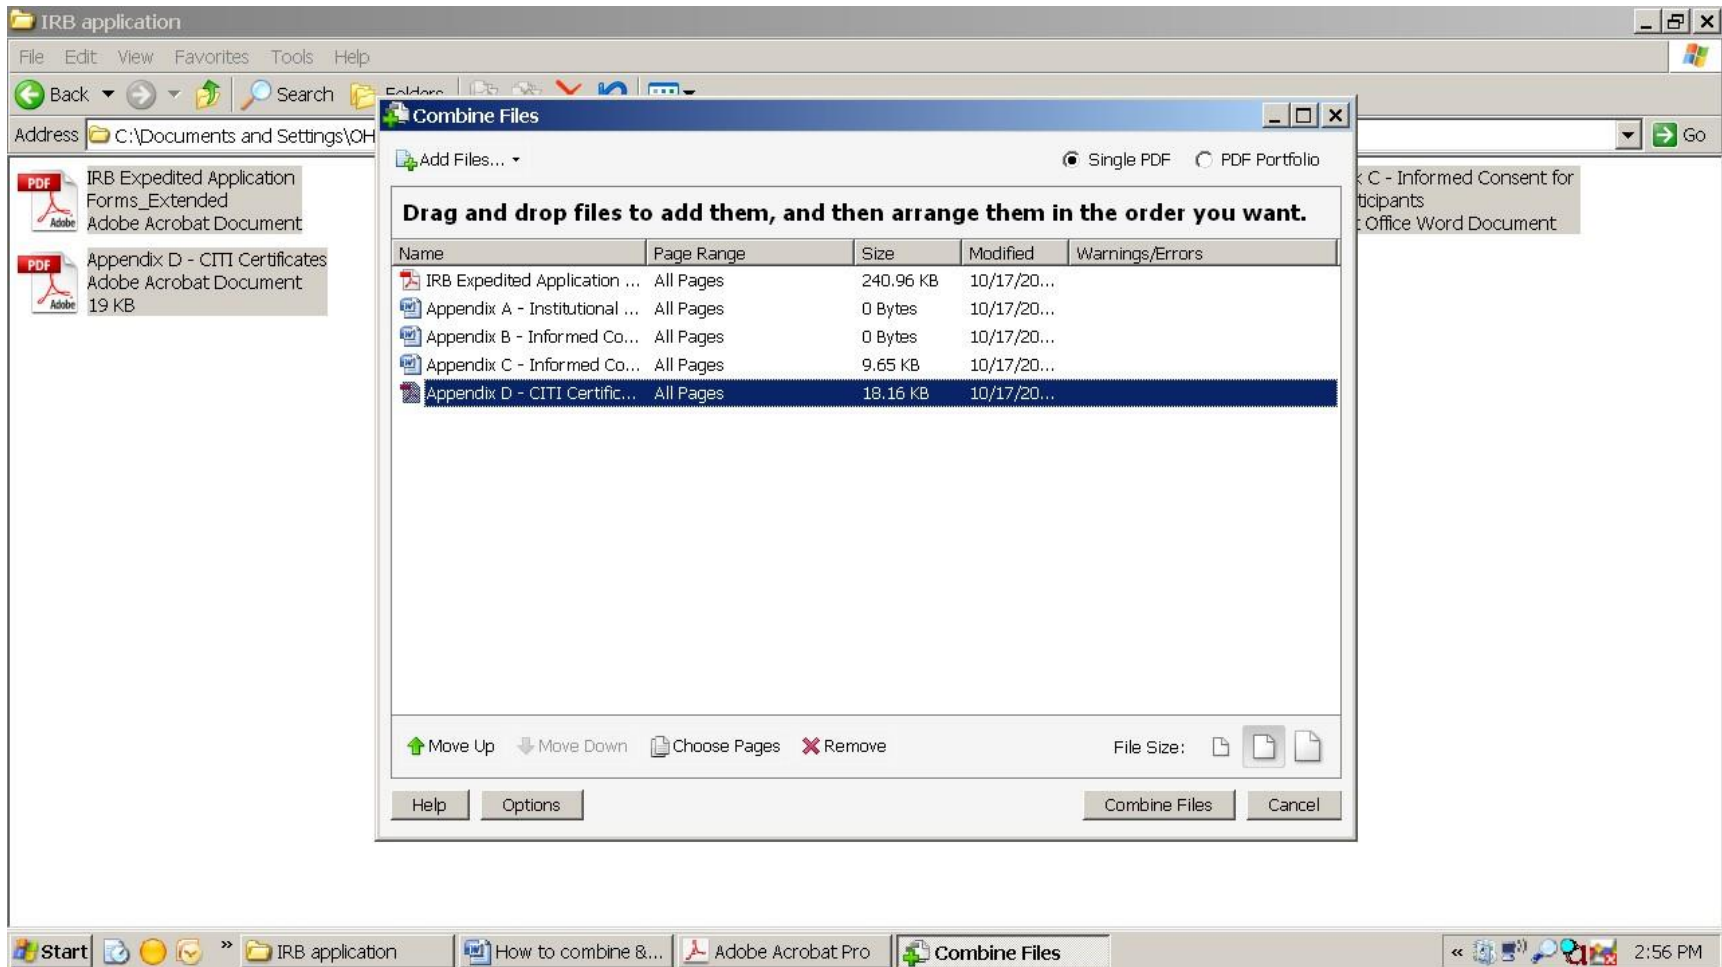 IRB application
File Edit View Favorites Tools Help
Back Search Folders
Address C:\Documents and Settings\OH
Go
IRB Expedited Application
Forms_Extended
Adobe Acrobat Document
Appendix D - CITI Certificates
Adobe Acrobat Document
19 KB
C - Informed Consent for
ticipants
Office Word Document
Combine Files
Add Files...
Single PDF PDF Portfolio
Drag and drop files to add them, and then arrange them in the order you want.
Name Page Range Size Modified Warnings/Errors
IRB Expedited Application ... All Pages 240.96 KB 10/17/20...
Appendix A - Institutional ... All Pages 0 Bytes 10/17/20...
Appendix B - Informed Co... All Pages 0 Bytes 10/17/20...
Appendix C - Informed Co... All Pages 9.65 KB 10/17/20...
Appendix D - CITI Certific... All Pages 18.16 KB 10/17/20...
Move Up Move Down Choose Pages Remove File Size:
Help Options Combine Files Cancel
Start » IRB application How to combine &... Adobe Acrobat Pro Combine Files « 2:56 PM